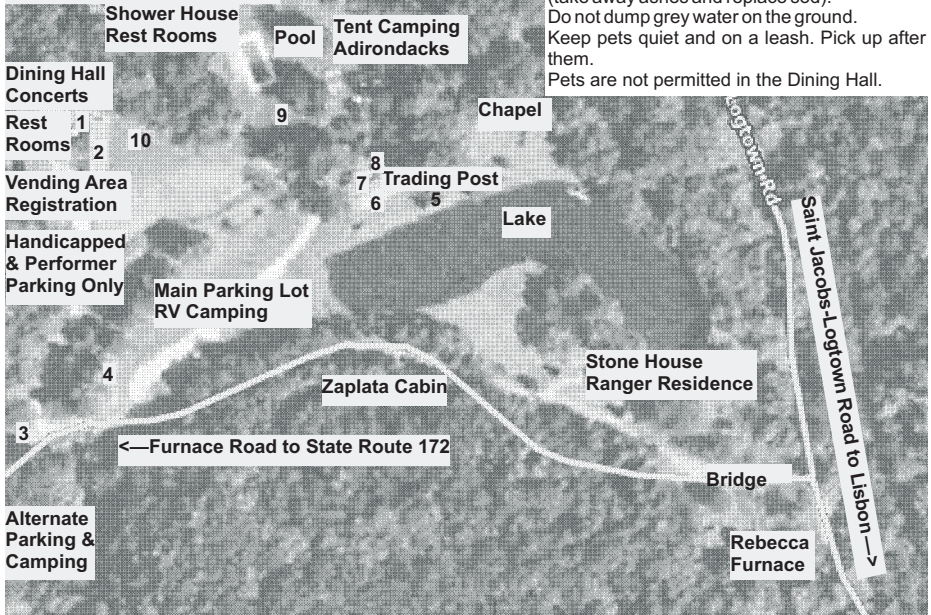 (take away ashes and replace sod).
Do not dump grey water on the ground.
Keep pets quiet and on a leash. Pick up after
them.
Pets are not permitted in the Dining Hall.
Shower House
Rest Rooms
Pool
Tent Camping
Adirondacks
Dining Hall
Concerts
Rest
Rooms
1
2
10
9
Chapel
Logtown Rd
8
7
Trading Post
6
5
Vending Area
Registration
Lake
Handicapped
& Performer
Parking Only
Main Parking Lot
RV Camping
Saint Jacobs-Logtown Road to Lisbon —>
4
Zaplata Cabin
Stone House
Ranger Residence
3
<—Furnace Road to State Route 172
Bridge
Alternate
Parking &
Camping
Rebecca
Furnace